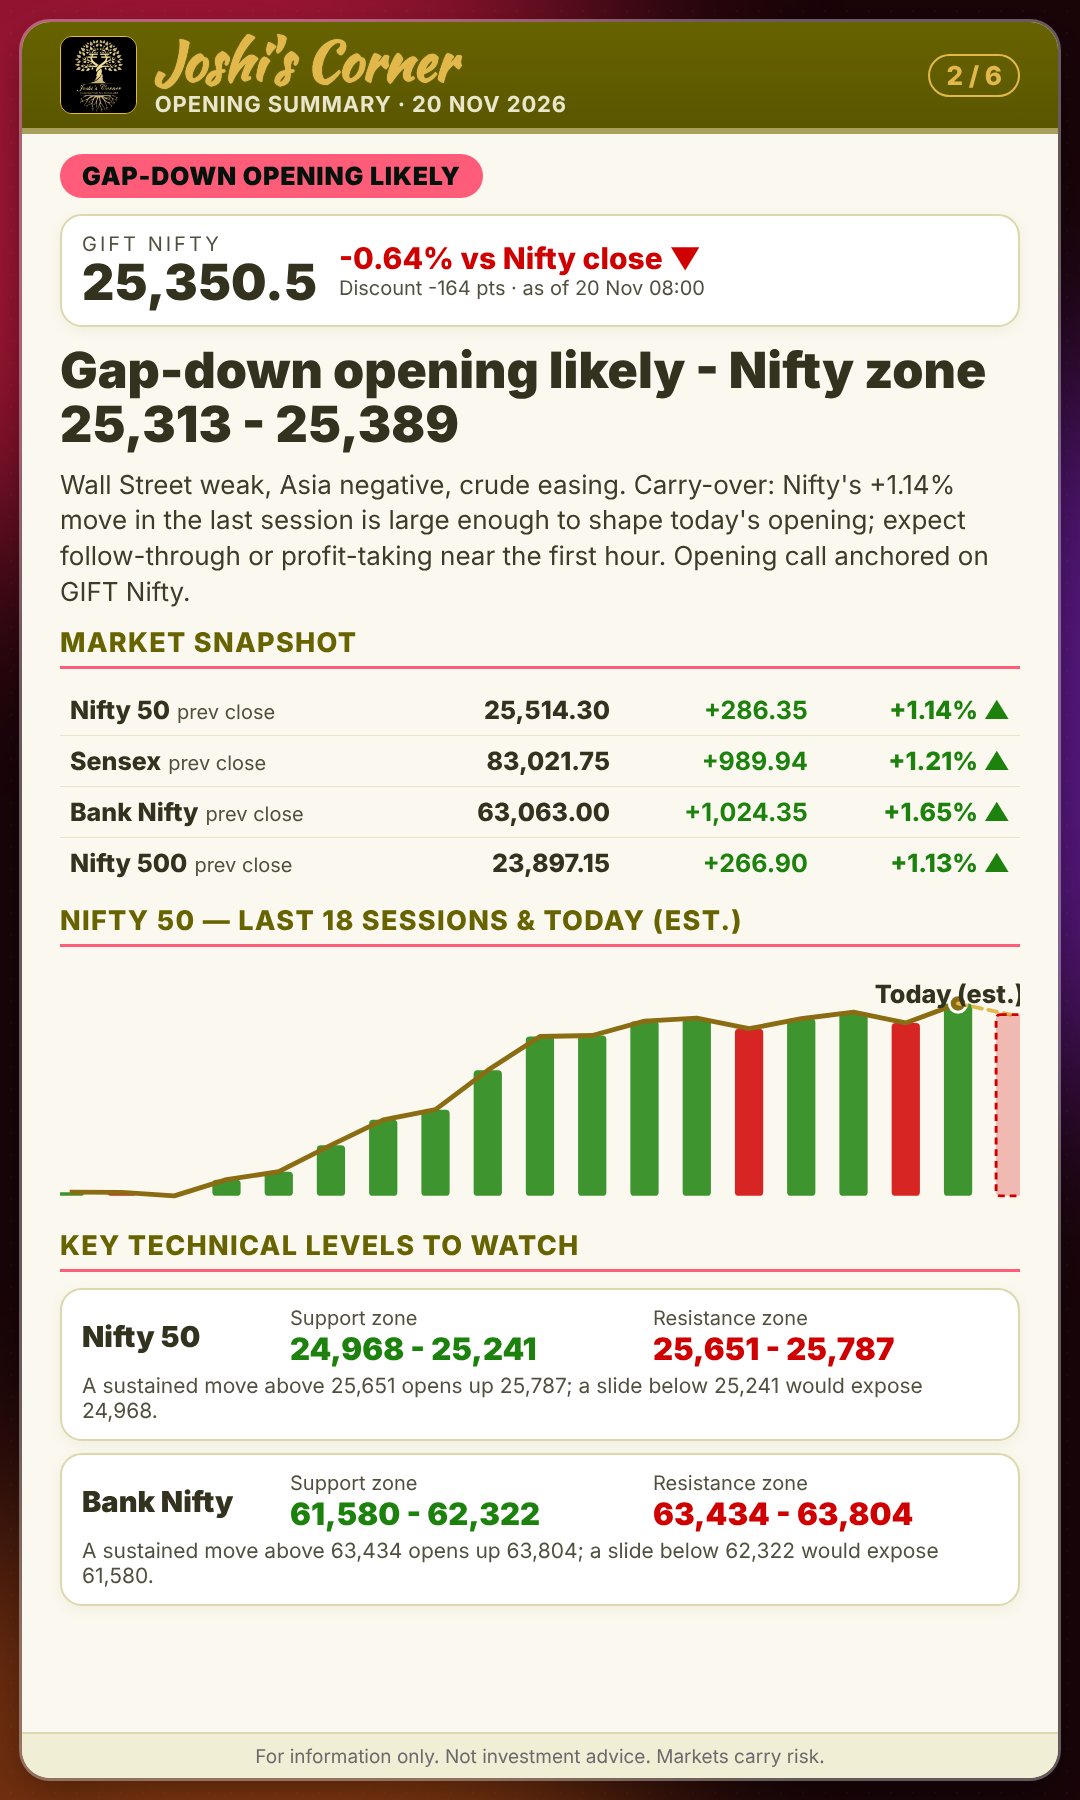 Joshi's Corner
Joshi's Corner
OPENING SUMMARY · 20 NOV 2026
2 / 6
GAP-DOWN OPENING LIKELY
GIFT NIFTY
25,350.5
-0.64% vs Nifty close ▼
Discount -164 pts · as of 20 Nov 08:00
Gap-down opening likely - Nifty zone
25,313 - 25,389
Wall Street weak, Asia negative, crude easing. Carry-over: Nifty's +1.14%
move in the last session is large enough to shape today's opening; expect
follow-through or profit-taking near the first hour. Opening call anchored on
GIFT Nifty.
MARKET SNAPSHOT
Nifty 50 prev close 25,514.30 +286.35 +1.14% ▲
Sensex prev close 83,021.75 +989.94 +1.21% ▲
Bank Nifty prev close 63,063.00 +1,024.35 +1.65% ▲
Nifty 500 prev close 23,897.15 +266.90 +1.13% ▲
NIFTY 50 — LAST 18 SESSIONS & TODAY (EST.)
Today (est.)
KEY TECHNICAL LEVELS TO WATCH
Nifty 50
Support zone
24,968 - 25,241
Resistance zone
25,651 - 25,787
A sustained move above 25,651 opens up 25,787; a slide below 25,241 would expose
24,968.
Bank Nifty
Support zone
61,580 - 62,322
Resistance zone
63,434 - 63,804
A sustained move above 63,434 opens up 63,804; a slide below 62,322 would expose
61,580.
For information only. Not investment advice. Markets carry risk.